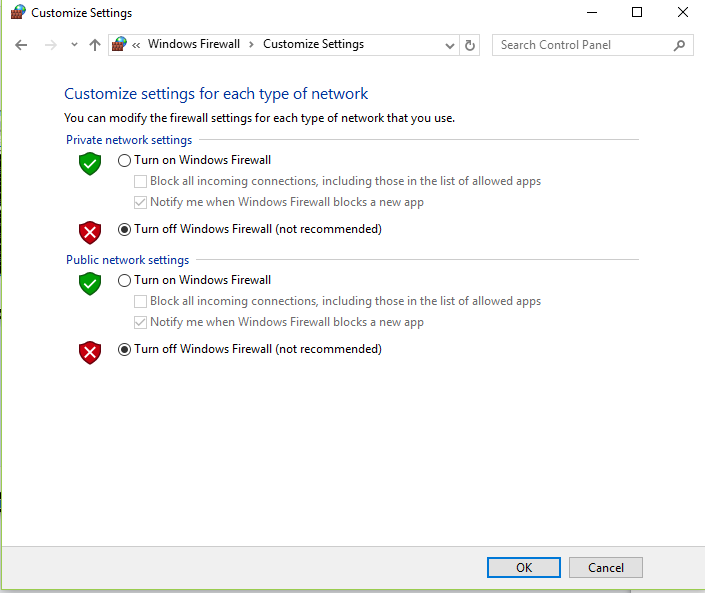 Customize Settings
« Windows Firewall › Customize Settings
Search Control Panel
Customize settings for each type of network
You can modify the firewall settings for each type of network that you use.
Private network settings
Turn on Windows Firewall
Block all incoming connections, including those in the list of allowed apps
Notify me when Windows Firewall blocks a new app
Turn off Windows Firewall (not recommended)
Public network settings
Turn on Windows Firewall
Block all incoming connections, including those in the list of allowed apps
Notify me when Windows Firewall blocks a new app
Turn off Windows Firewall (not recommended)
OK Cancel